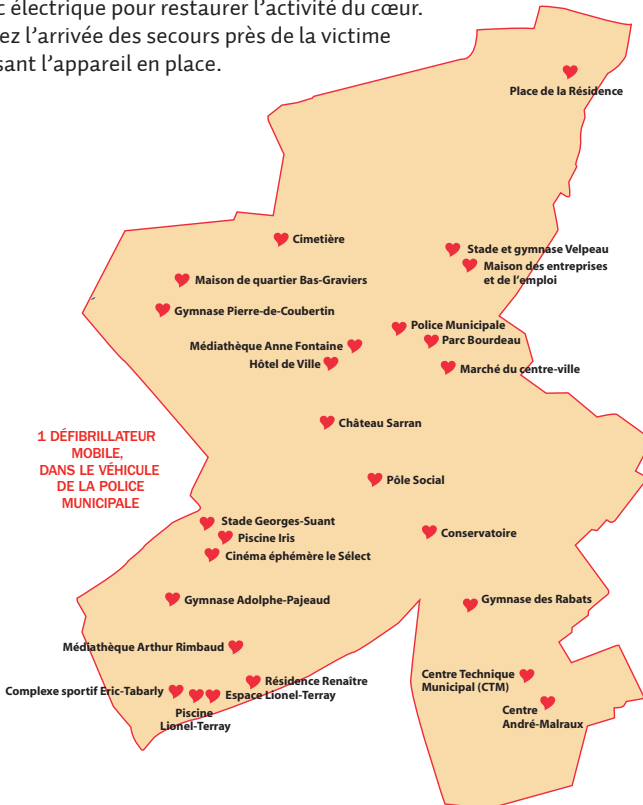 c électrique pour restaurer l’activité du cœur.
ez l’arrivée des secours près de la victime
sant l’appareil en place.
Place de la Résidence
Cimetière
Stade et gymnase Velpeau
Maison des entreprises
et de l’emploi
Maison de quartier Bas-Graviers
Gymnase Pierre-de-Coubertin
Police Municipale
Parc Bourdeau
Médiathèque Anne Fontaine
Hôtel de Ville
Marché du centre-ville
Château Sarran
1 DÉFIBRILLATEUR
MOBILE,
DANS LE VÉHICULE
DE LA POLICE
MUNICIPALE
Pôle Social
Stade Georges-Suant
Piscine Iris
Cinéma éphémère le Sélect
Conservatoire
Gymnase Adolphe-Pajeaud
Gymnase des Rabats
Médiathèque Arthur Rimbaud
Résidence Renaître
Complexe sportif Eric-Tabarly
Espace Lionel-Terray
Piscine
Lionel-Terray
Centre Technique
Municipal (CTM)
Centre
André-Malraux